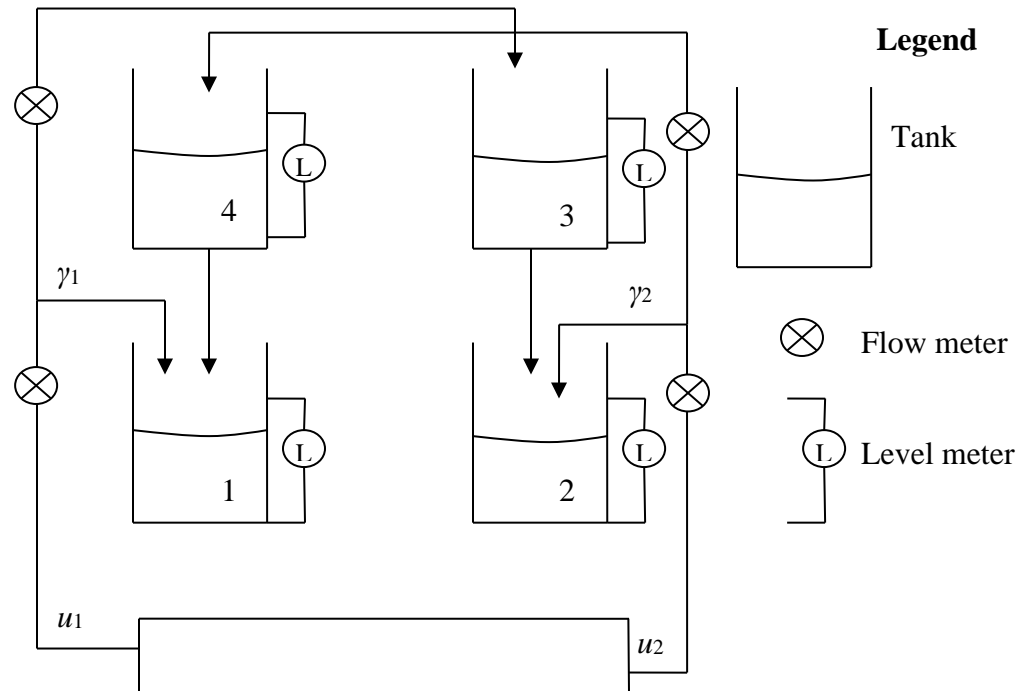 Legend
Tank
L
L
4
3
γ1
γ2
Flow meter
L
L
L
Level meter
1
2
u1
u2